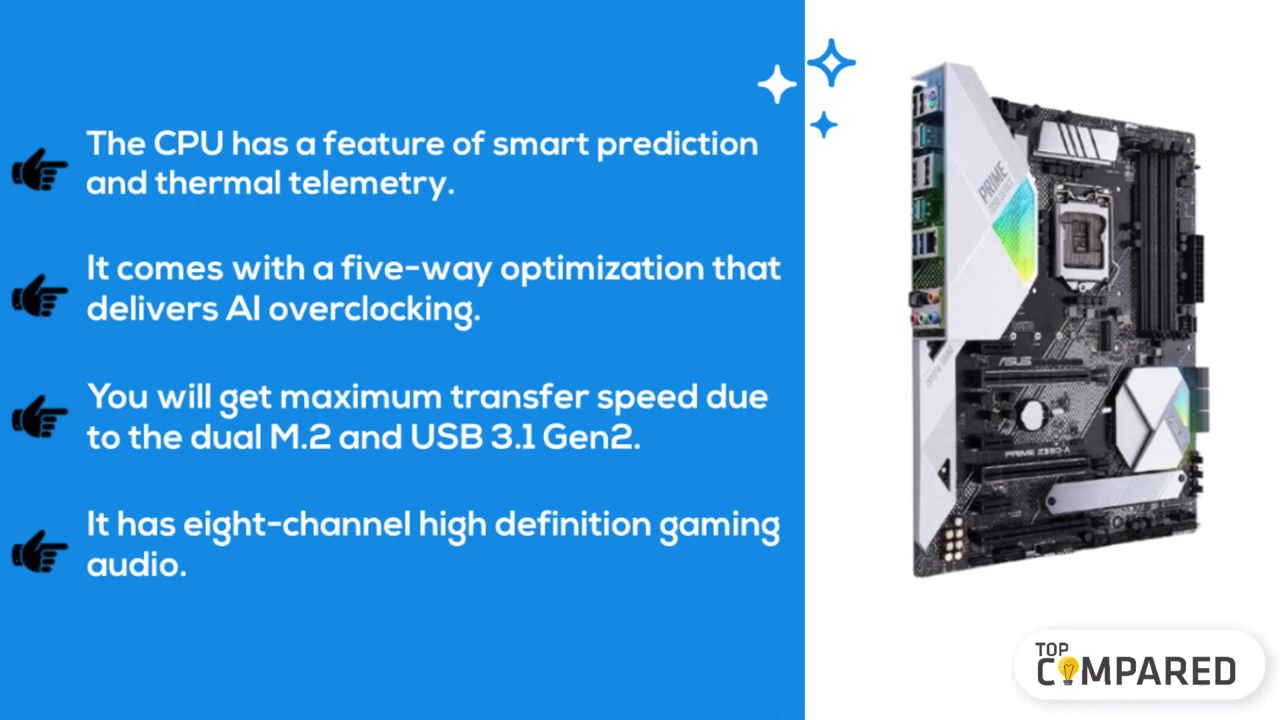 The CPU has a feature of smart prediction
and thermal telemetry.
It comes with a five-way optimization that
delivers AI overclocking.
You will get maximum transfer speed due
to the dual M.2 and USB 3.1 Gen2.
It has eight-channel high definition gaming
audio.
PRIME
ASUS
PRIME Z390-A
TOP
COMPARED